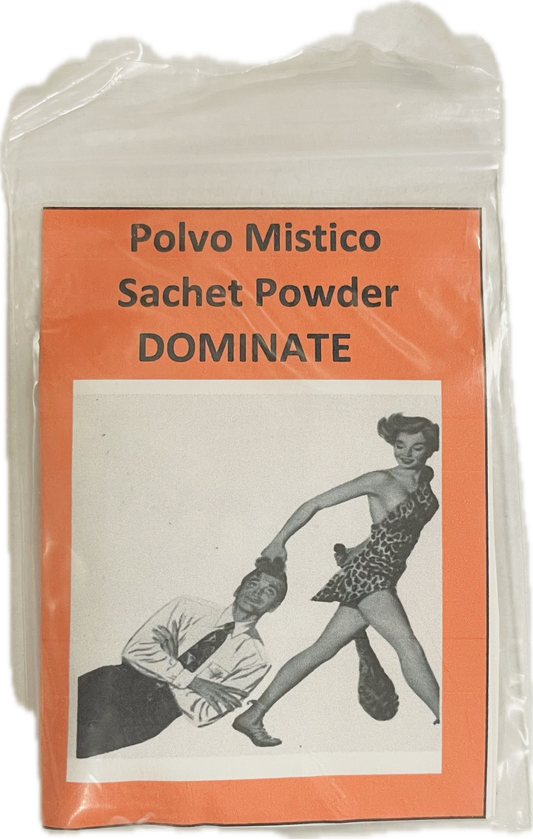 Polvo Mistico
Sachet Powder
DOMINATE